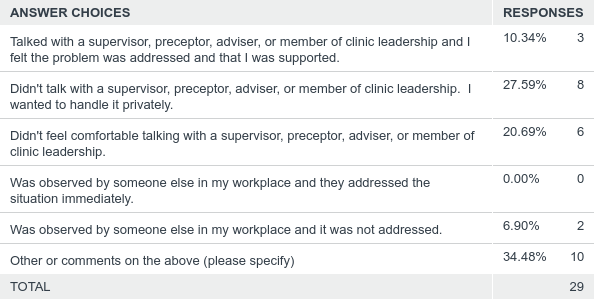 ANSWER CHOICES RESPONSES
Talked with a supervisor, preceptor, adviser, or member of clinic leadership and I 10.34% 3
felt the problem was addressed and that I was supported.
Didn't talk with a supervisor, preceptor, adviser, or member of clinic leadership.  I 27.59% 8
wanted to handle it privately.
Didn't feel comfortable talking with a supervisor, preceptor, adviser, or member of 20.69% 6
clinic leadership.
Was observed by someone else in my workplace and they addressed the 0.00% 0
situation immediately.
Was observed by someone else in my workplace and it was not addressed. 6.90% 2
Other or comments on the above (please specify) 34.48% 10
TOTAL 29